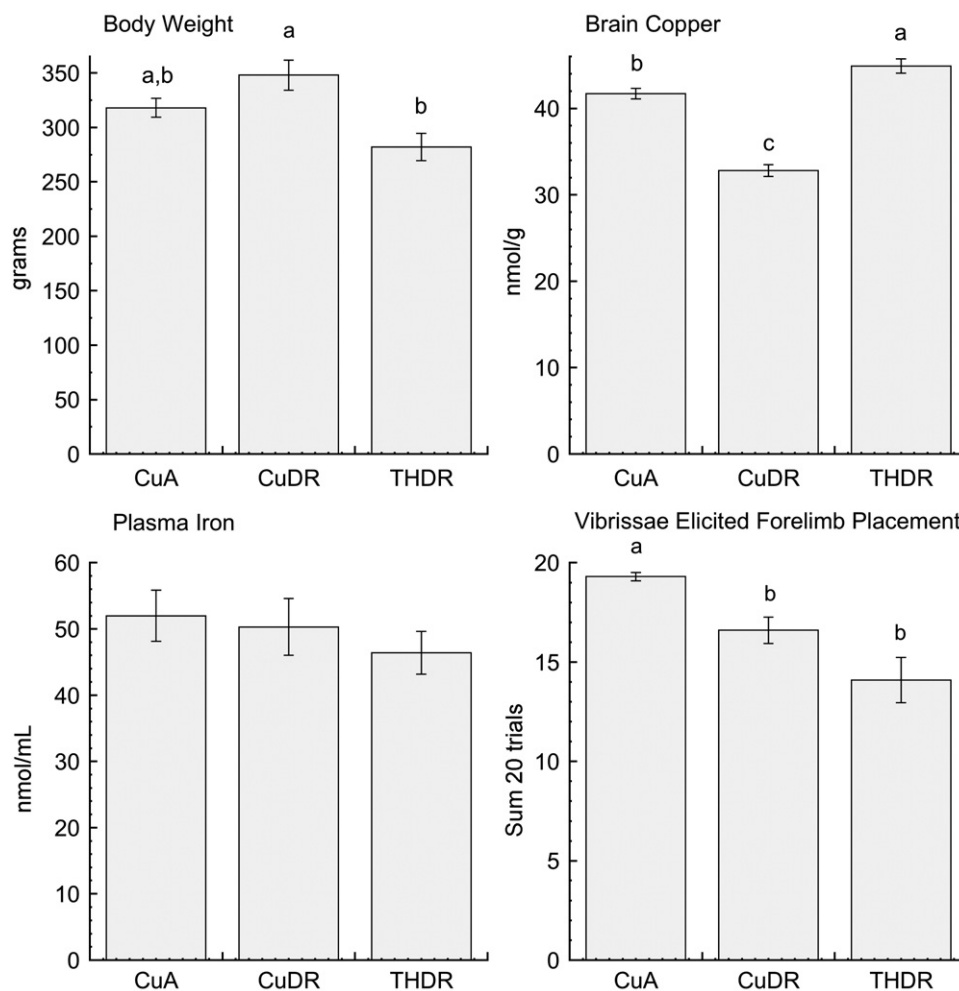 Body Weight
a,b
a
b
350
300
250
200
150
100
50
0
grams
CuA CuDR THDR
Brain Copper
b
c
a
40
30
20
10
0
nmol/g
CuA CuDR THDR
Plasma Iron
60
50
40
30
20
10
0
nmol/mL
CuA CuDR THDR
Vibrissae Elicited Forelimb Placement
a
b
b
20
15
10
5
0
Sum 20 trials
CuA CuDR THDR